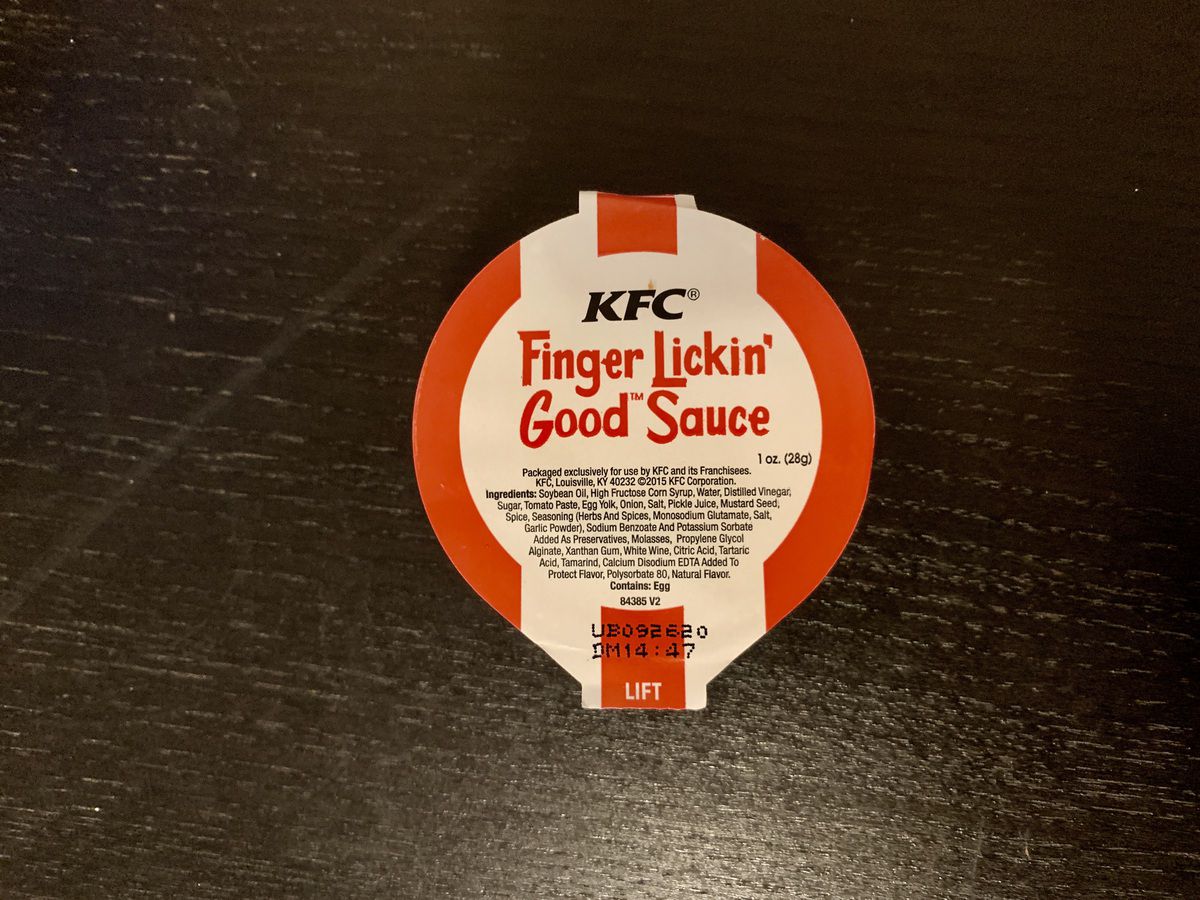 KFC®
Finger Lickin'
Good™ Sauce
1 oz. (28g)
Packaged exclusively for use by KFC and its Franchisees.
KFC, Louisville, KY 40232 ©2015 KFC Corporation.
Ingredients: Soybean Oil, High Fructose Corn Syrup, Water, Distilled Vinegar,
Sugar, Tomato Paste, Egg Yolk, Onion, Salt, Pickle Juice, Mustard Seed,
Spice, Seasoning (Herbs And Spices, Monosodium Glutamate, Salt,
Garlic Powder), Sodium Benzoate And Potassium Sorbate
Added As Preservatives, Molasses, Propylene Glycol
Alginate, Xanthan Gum, White Wine, Citric Acid, Tartaric
Acid, Tamarind, Calcium Disodium EDTA Added To
Protect Flavor, Polysorbate 80, Natural Flavor.
Contains: Egg
84385 V2
UB092620
DM14:47
LIFT